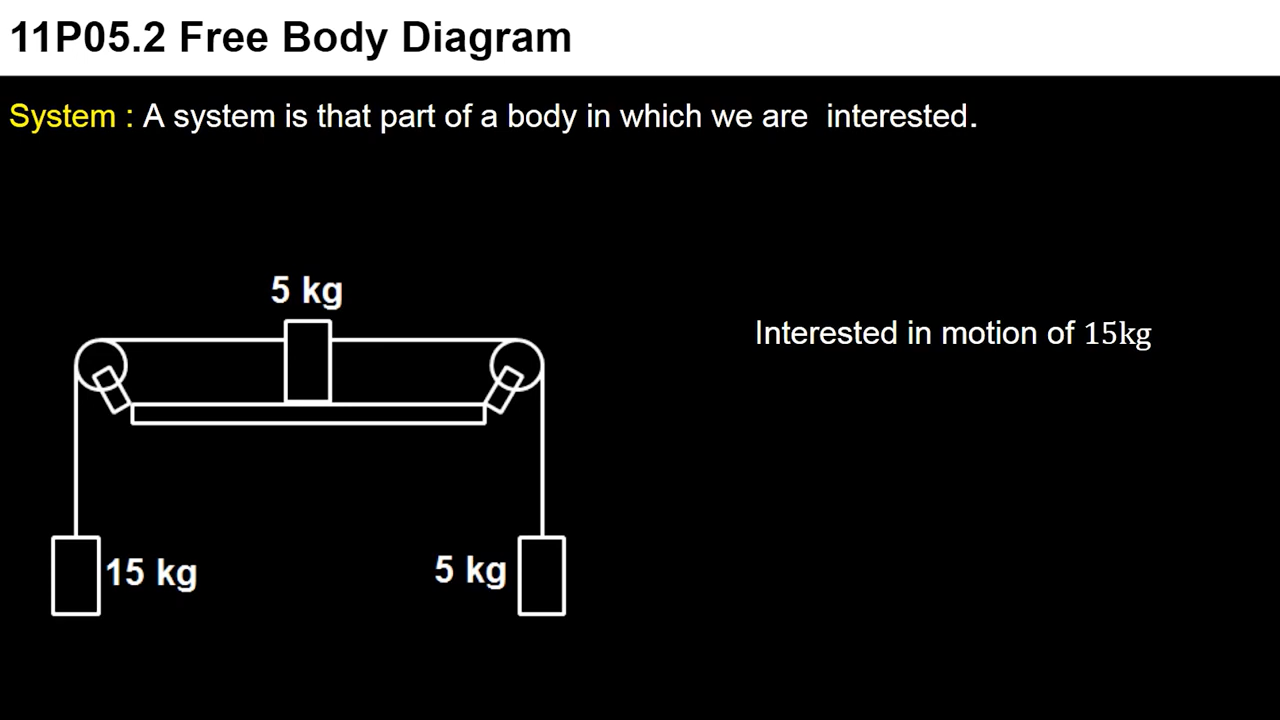 11P05.2 Free Body Diagram
System : A system is that part of a body in which we are interested.
5 kg
Interested in motion of 15kg
15 kg
5 kg